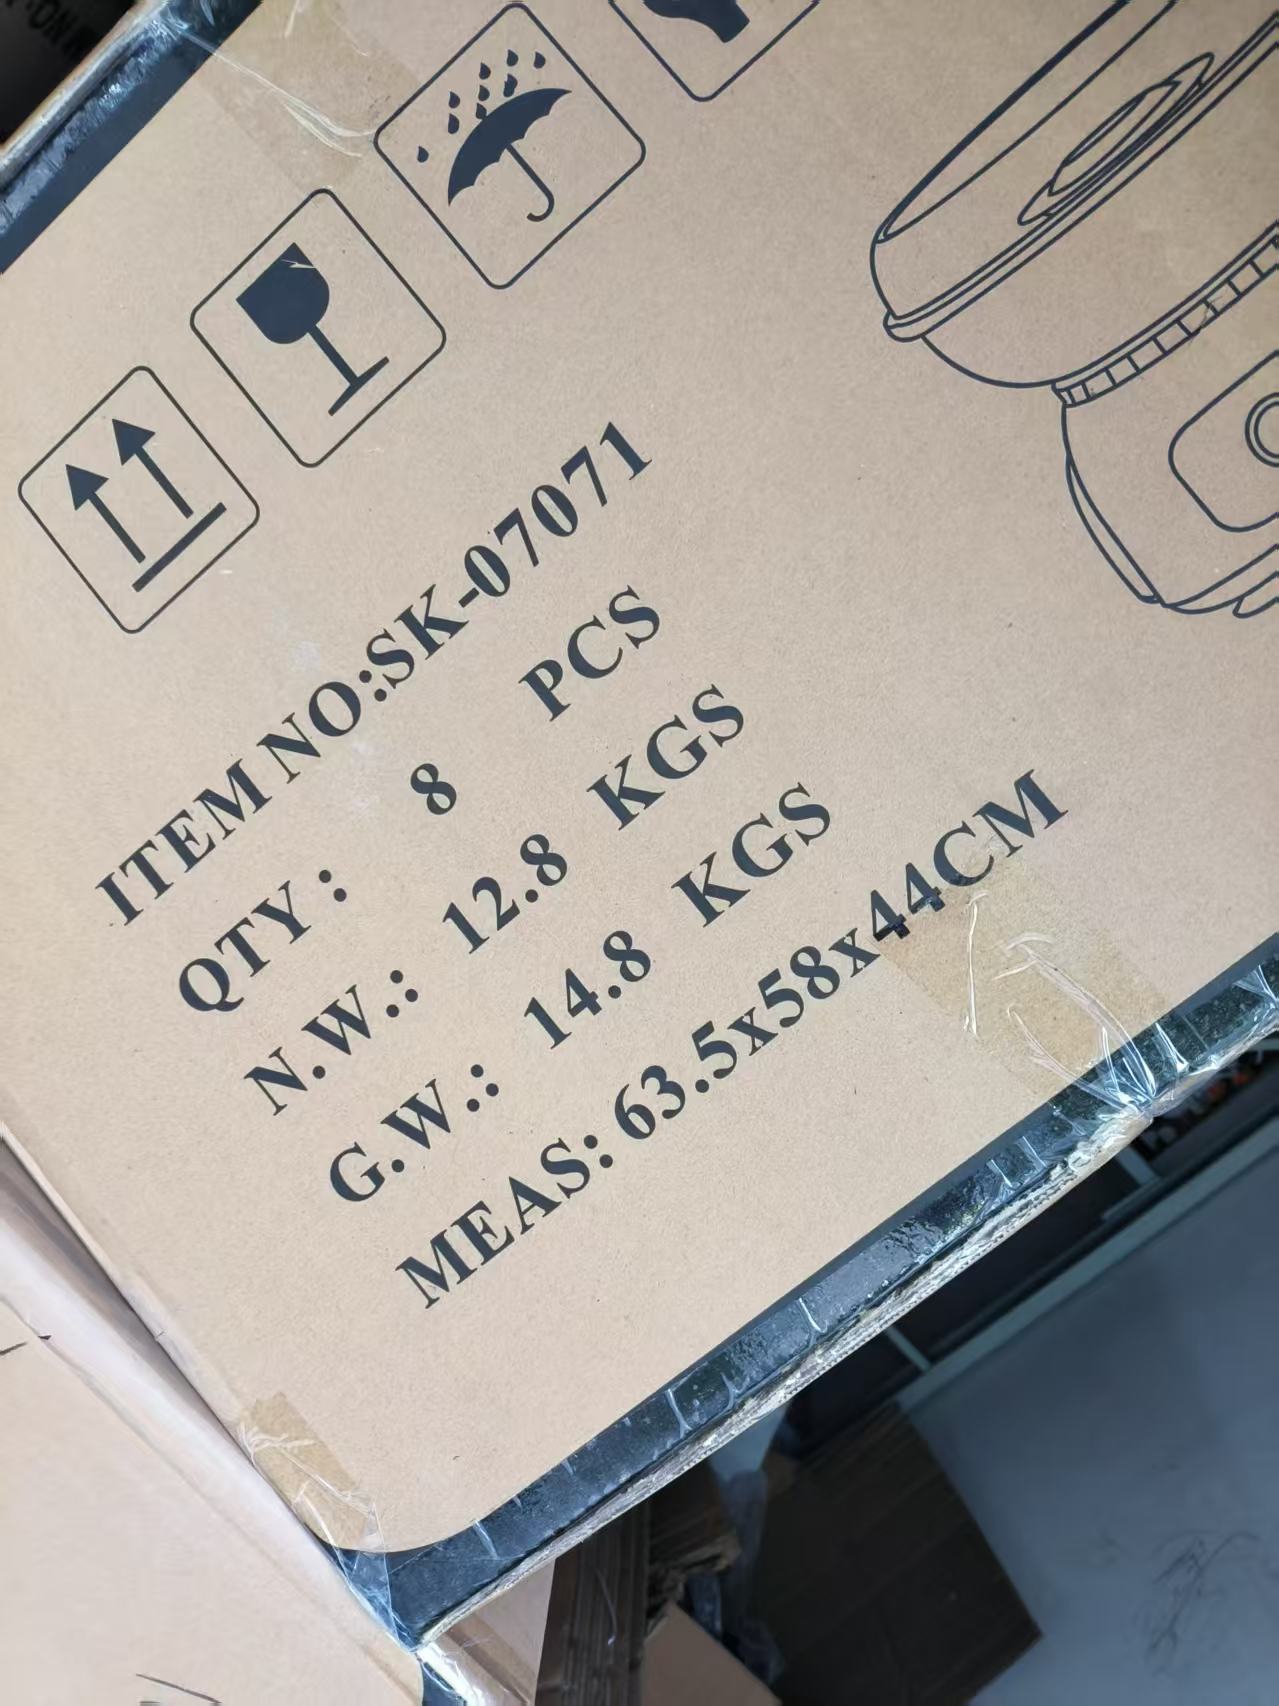 ITEM NO:SK-07071
QTY : 8 PCS
N.W.: 12.8 KGS
G.W.: 14.8 KGS
MEAS: 63.5x58x44CM